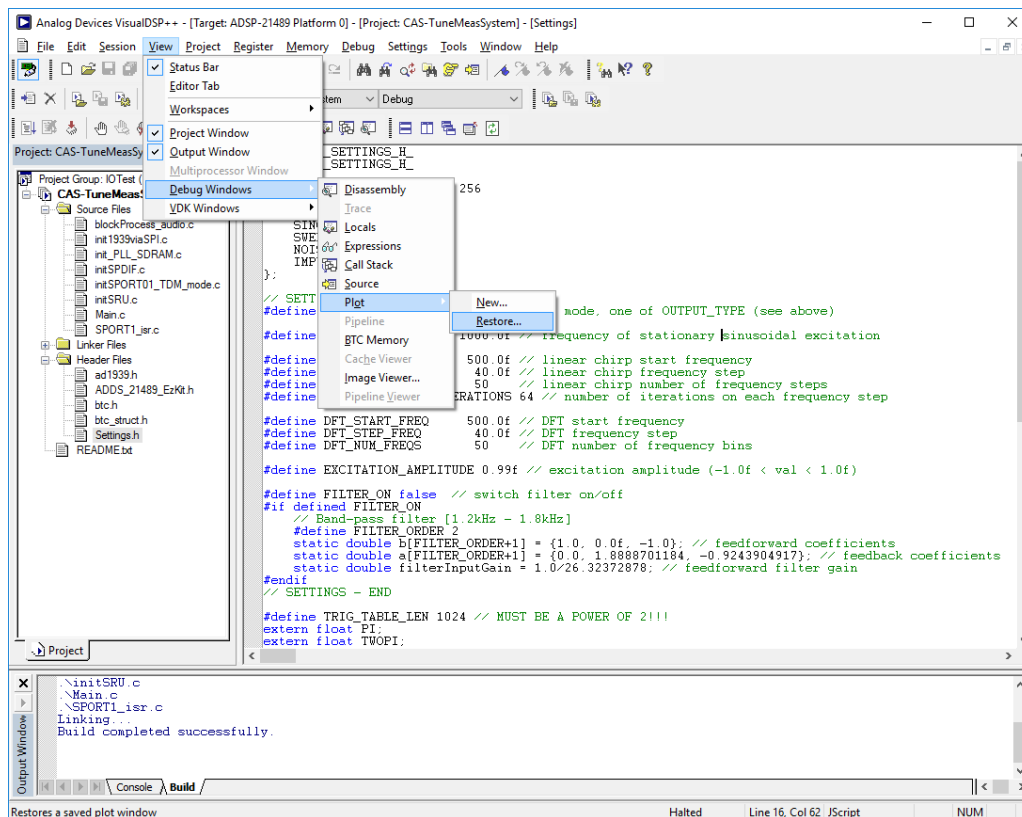 Analog Devices VisualDSP++ - [Target: ADSP-21489 Platform 0] - [Project: CAS-TuneMeasSystem] - [Settings]
File Edit Session View Project Register Memory Debug Settings Tools Window Help
Status Bar
Editor Tab
Workspaces
Project Window
Output Window
Multiprocessor Window
Debug Windows
VDK Windows
Debug
Disassembly
Trace
Locals
Expressions
Call Stack
Source
Plot
Pipeline
BTC Memory
Cache Viewer
Image Viewer...
Pipeline Viewer
New...
Restore...
Project: CAS-TuneMeasSy
Project Group: IOTest (
CAS-TuneMeasS
Source Files
blockProcess_audio.c
init1939viaSPI.c
init_PLL_SDRAM.c
initSPDIF.c
initSPORT01_TDM_mode.c
initSRU.c
Main.c
SPORT1_isr.c
Linker Files
Header Files
ad1939.h
ADDS_21489_EzKit.h
btc.h
btc_struct.h
Settings.h
README.txt
Project
_SETTINGS_H_
_SETTINGS_H_
256
SIN
SWE
NOI
IMP
};
// SETT
#define mode, one of OUTPUT_TYPE (see above)
#define 1000.0f // frequency of stationary sinusoidal excitation
#define 500.0f // linear chirp start frequency
#define 40.0f // linear chirp frequency step
#define 50 // linear chirp number of frequency steps
#define ERATIONS 64 // number of iterations on each frequency step
#define DFT_START_FREQ 500.0f // DFT start frequency
#define DFT_STEP_FREQ 40.0f // DFT frequency step
#define DFT_NUM_FREQS 50 // DFT number of frequency bins
#define EXCITATION_AMPLITUDE 0.99f // excitation amplitude (-1.0f < val < 1.0f)
#define FILTER_ON false // switch filter on/off
#if defined FILTER_ON
// Band-pass filter [1.2kHz - 1.8kHz]
#define FILTER_ORDER 2
static double b[FILTER_ORDER+1] = {1.0, 0.0f, -1.0}; // feedforward coefficients
static double a[FILTER_ORDER+1] = {0.0, 1.8888701184, -0.9243904917}; // feedback coefficients
static double filterInputGain = 1.0/26.32372878; // feedforward filter gain
#endif
// SETTINGS - END
#define TRIG_TABLE_LEN 1024 // MUST BE A POWER OF 2!!!
extern float PI;
extern float TWOPI;
.\initSRU.c
.\Main.c
.\SPORT1_isr.c
Linking...
Build completed successfully.
Output Window
Console Build
Restores a saved plot window Halted Line 16, Col 62 JScript NUM